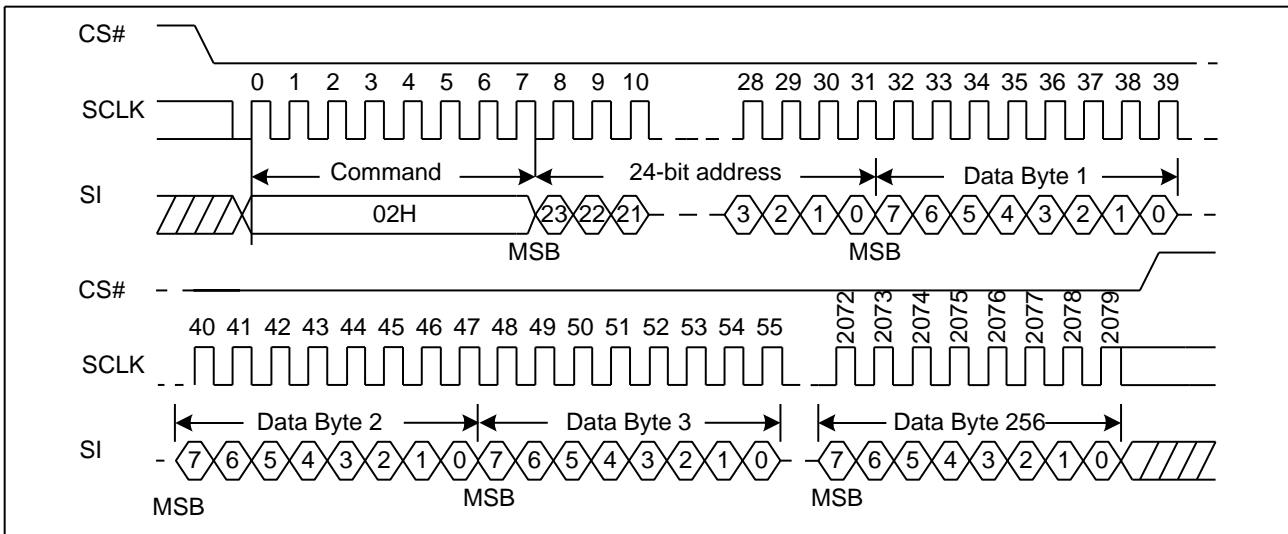 CS#
0 1 2 3 4 5 6 7 8 9 10 28 29 30 31 32 33 34 35 36 37 38 39
SCLK
Command 24-bit address Data Byte 1
SI
02H 23 22 21 3 2 1 0 7 6 5 4 3 2 1 0
MSB MSB
CS#
40 41 42 43 44 45 46 47 48 49 50 51 52 53 54 55 2072 2073 2074 2075 2076 2077 2078 2079
SCLK
Data Byte 2 Data Byte 3 Data Byte 256
SI
7 6 5 4 3 2 1 0 7 6 5 4 3 2 1 0 7 6 5 4 3 2 1 0
MSB MSB MSB